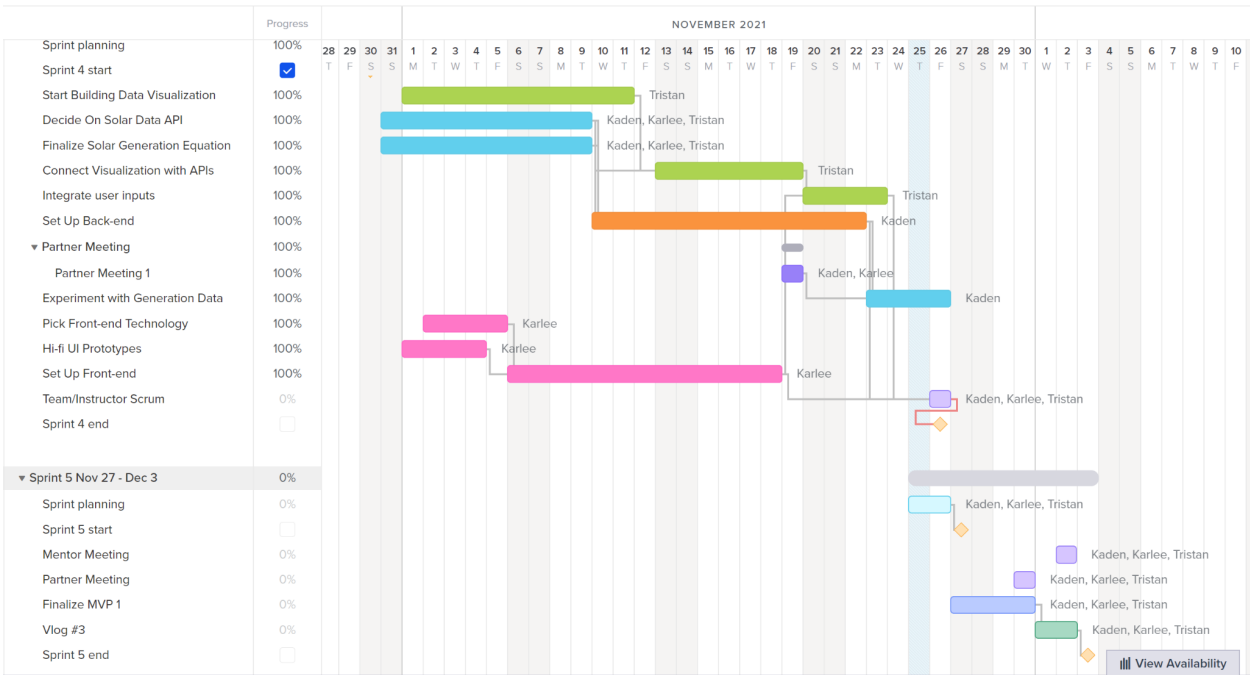 Progress
NOVEMBER 2021
28 29 30 31 1 2 3 4 5 6 7 8 9 10 11 12 13 14 15 16 17 18 19 20 21 22 23 24 25 26 27 28 29 30 1 2 3 4 5 6 7 8 9 10
T F S S M T W T F S S M T W T F S S M T W T F S S M T W T F S S M T W T F S S M T W T F
Sprint planning 100%
Sprint 4 start
Start Building Data Visualization 100% Tristan
Decide On Solar Data API 100% Kaden, Karlee, Tristan
Finalize Solar Generation Equation 100% Kaden, Karlee, Tristan
Connect Visualization with APIs 100% Tristan
Integrate user inputs 100% Tristan
Set Up Back-end 100% Kaden
Partner Meeting 100%
Partner Meeting 1 100% Kaden, Karlee
Experiment with Generation Data 100% Kaden
Pick Front-end Technology 100% Karlee
Hi-fi UI Prototypes 100% Karlee
Set Up Front-end 100% Karlee
Team/Instructor Scrum 0% Kaden, Karlee, Tristan
Sprint 4 end
Sprint 5 Nov 27 - Dec 3 0%
Sprint planning 0% Kaden, Karlee, Tristan
Sprint 5 start
Mentor Meeting 0% Kaden, Karlee, Tristan
Partner Meeting 0% Kaden, Karlee, Tristan
Finalize MVP 1 0% Kaden, Karlee, Tristan
Vlog #3 0% Kaden, Karlee, Tristan
Sprint 5 end
View Availability